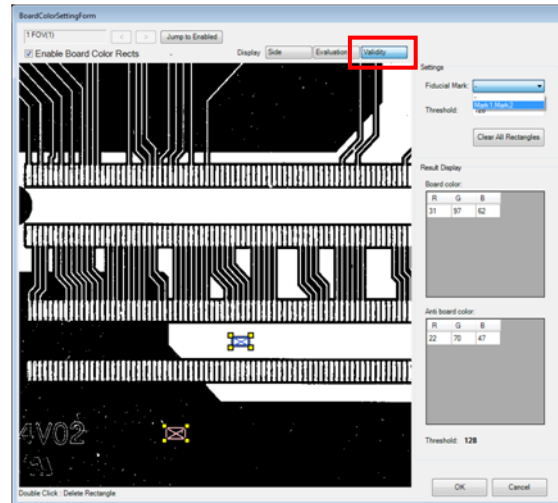 BoardColorSettingForm
1 FOV(1)
< > Jump to Enabled
Enable Board Color Rects - Display Side Evaluation Validity
Settings
Fiducial Mark: -
-
Mark1,Mark2
Threshold: 128
Clear All Rectangles
Result Display
Board color:
R G B
31 97 62
Anti board color:
R G B
22 70 47
4V02
Threshold: 128
Double Click : Delete Rectangle
OK Cancel